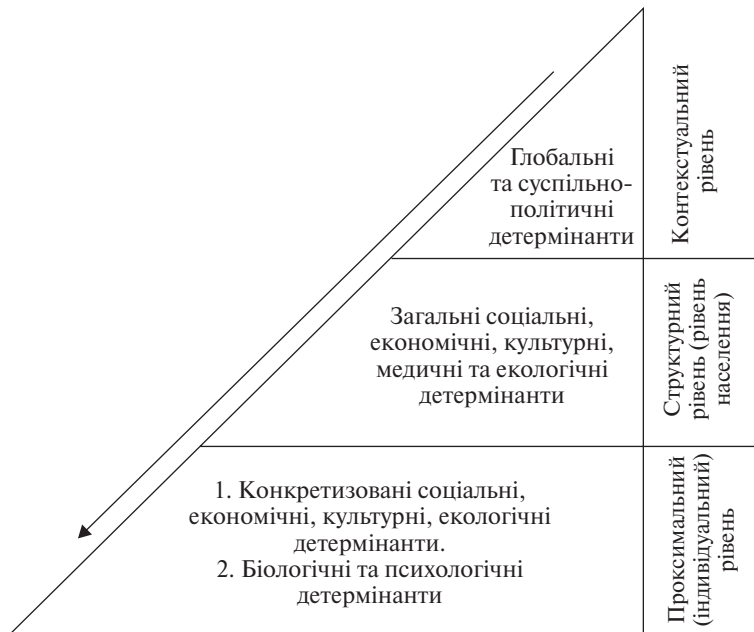 Глобальні
та суспільно-
політичні
детермінанти
Контекстуальний
рівень
Загальні соціальні,
економічні, культурні,
медичні та екологічні
детермінанти
Структурний
рівень (рівень
населення)
1. Конкретизовані соціальні,
економічні, культурні, екологічні
детермінанти.
2. Біологічні та психологічні
детермінанти
Проксимальний
(індивідуальний)
рівень